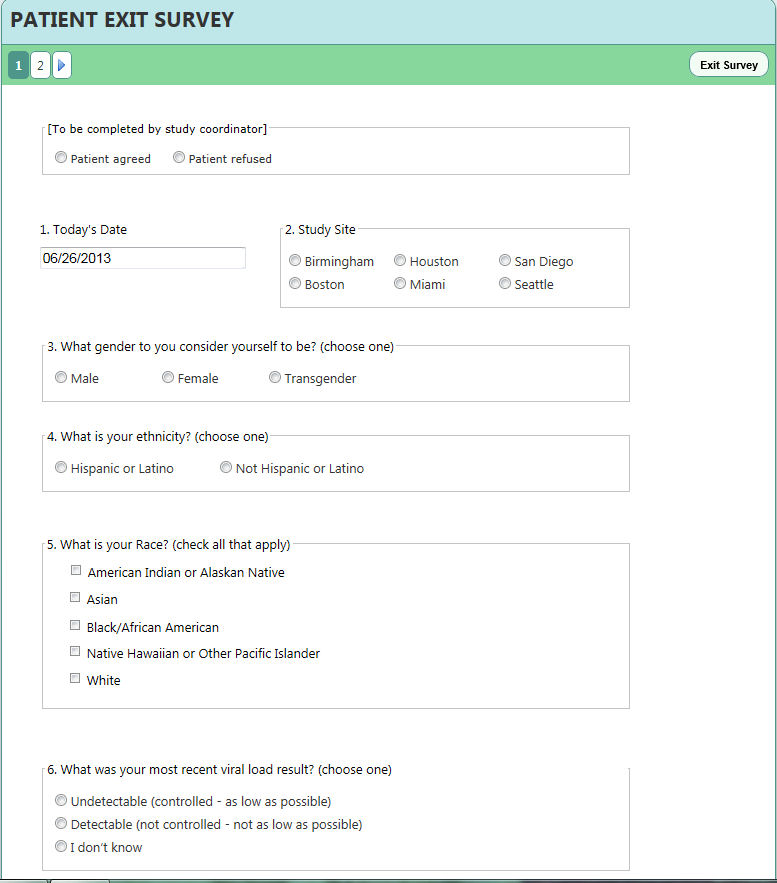 PATIENT EXIT SURVEY
1 2 Exit Survey
[To be completed by study coordinator]
Patient agreed Patient refused
1. Today's Date
06/26/2013
2. Study Site
Birmingham Houston San Diego
Boston Miami Seattle
3. What gender to you consider yourself to be? (choose one)
Male Female Transgender
4. What is your ethnicity? (choose one)
Hispanic or Latino Not Hispanic or Latino
5. What is your Race? (check all that apply)
American Indian or Alaskan Native
Asian
Black/African American
Native Hawaiian or Other Pacific Islander
White
6. What was your most recent viral load result? (choose one)
Undetectable (controlled - as low as possible)
Detectable (not controlled - not as low as possible)
I don't know